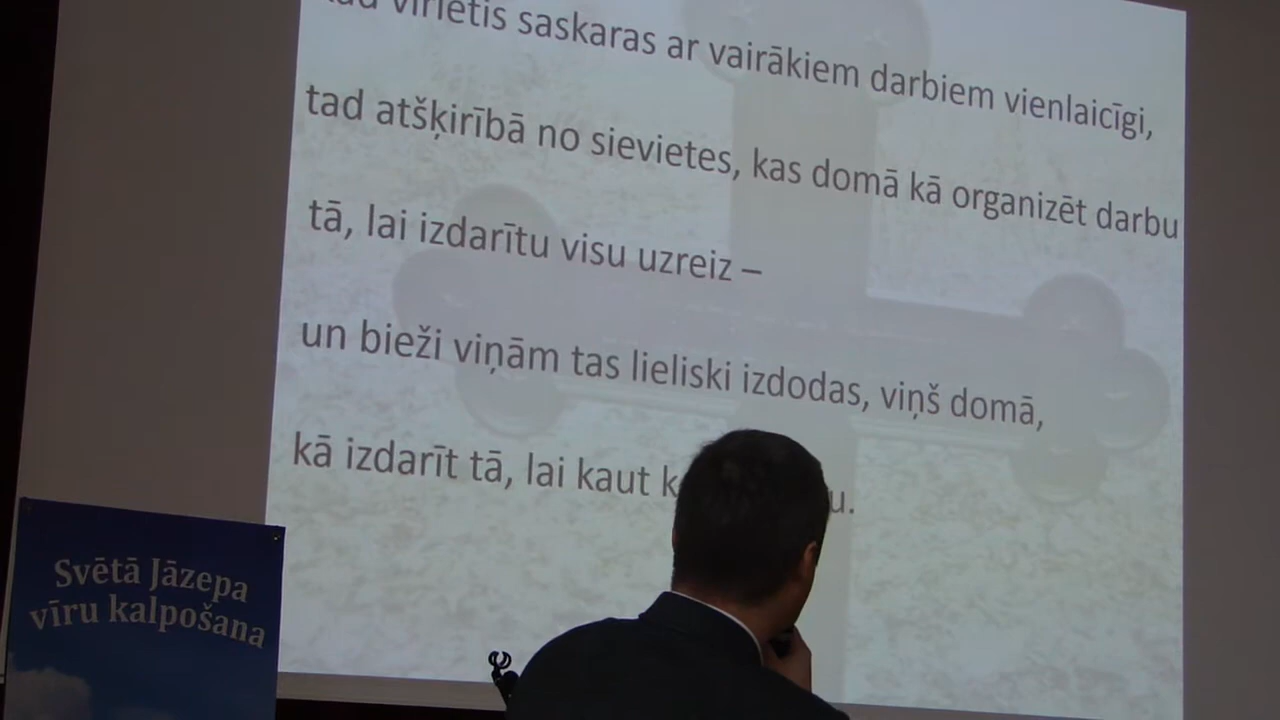 vīrietis saskaras ar vairākiem darbiem vienlaicīgi,
tad atšķirībā no sievietes, kas domā kā organizēt darbu
tā, lai izdarītu visu uzreiz –
un bieži viņām tas lieliski izdodas, viņš domā,
kā izdarīt tā, lai kaut
Svētā Jāzepa
vīru kalpošana